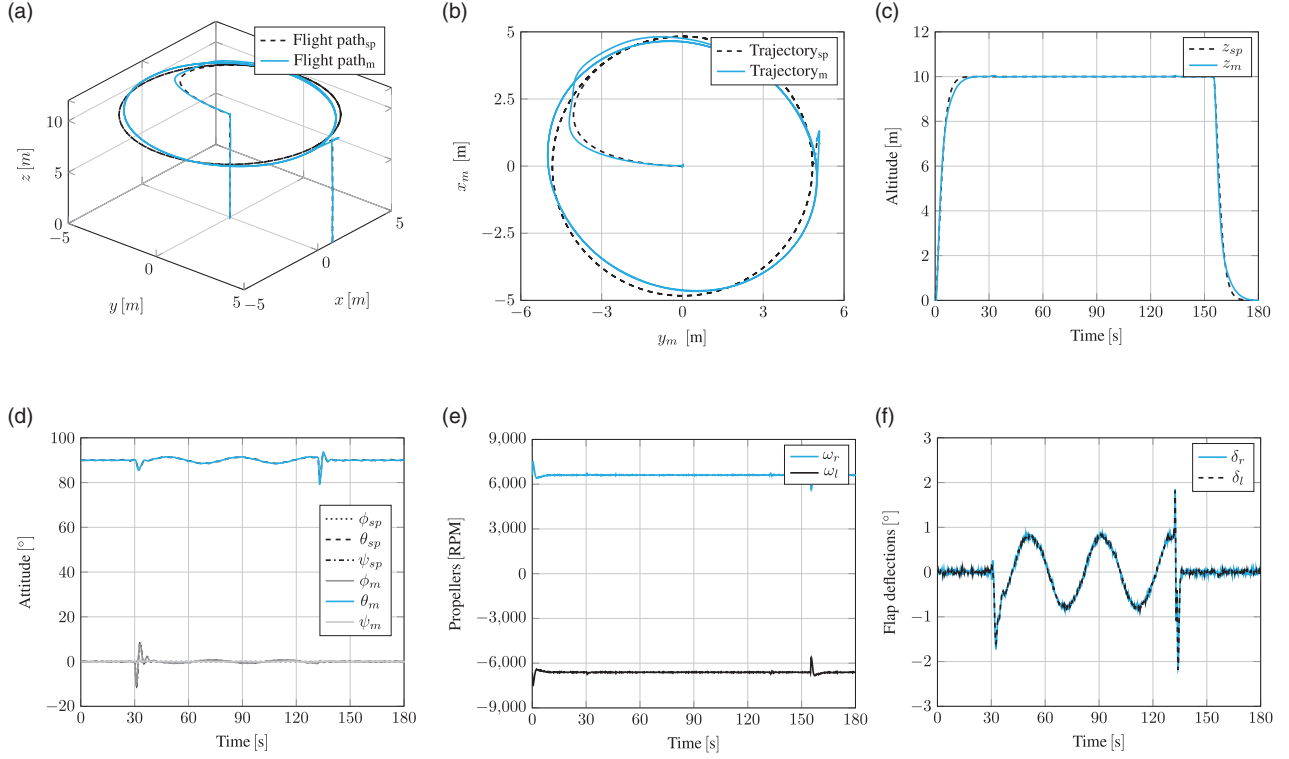 (a)
Flight path_sp
Flight path_m
z [m]
10
5
0
−5
0
5
y [m]
−5
0
5
x [m]
(b)
Trajectory_sp
Trajectory_m
x_m [m]
5
2.5
0
−2.5
−5
−6 −3 0 3 6
y_m [m]
(c)
z_sp
z_m
Altitude [m]
12
10
8
6
4
2
0
0 30 60 90 120 150 180
Time [s]
(d)
Attitude [°]
100
80
60
40
20
0
−20
ϕ_sp
θ_sp
ψ_sp
ϕ_m
θ_m
ψ_m
0 30 60 90 120 150 180
Time [s]
(e)
Propellers [RPM]
9,000
6,000
3,000
0
−3,000
−6,000
−9,000
ω_r
ω_l
0 30 60 90 120 150 180
Time [s]
(f)
Flap deflections [°]
3
2
1
0
−1
−2
−3
δ_r
δ_l
0 30 60 90 120 150 180
Time [s]